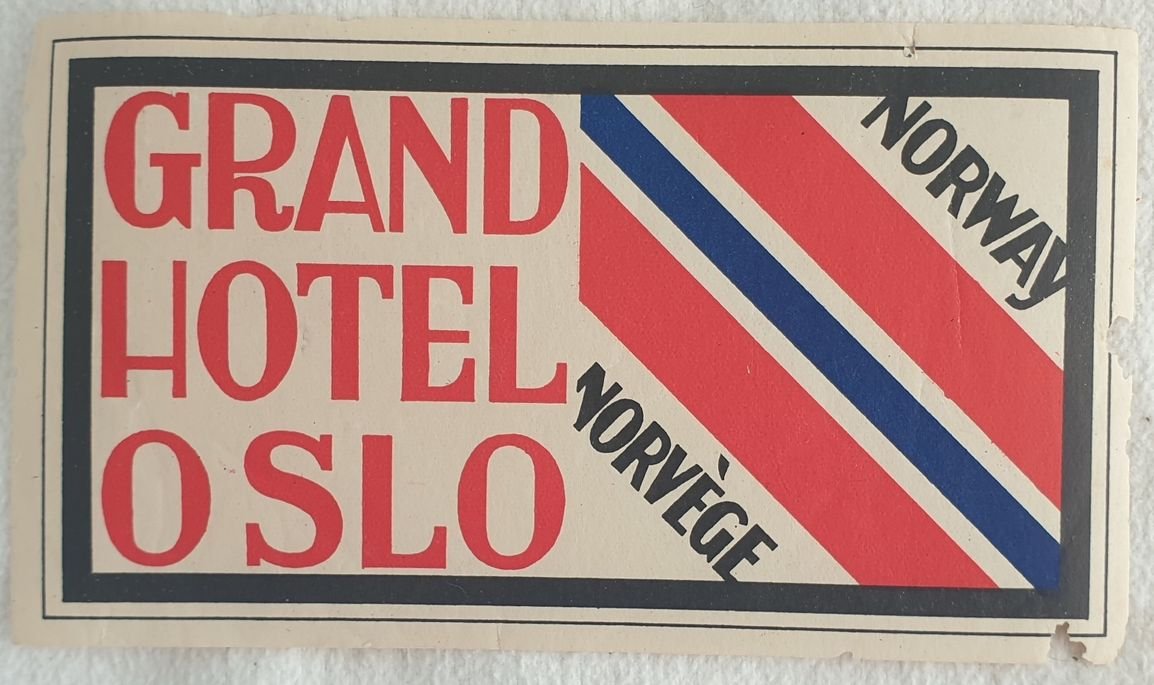 GRAND
HOTEL
OSLO
NORWAY
NORVÈGE